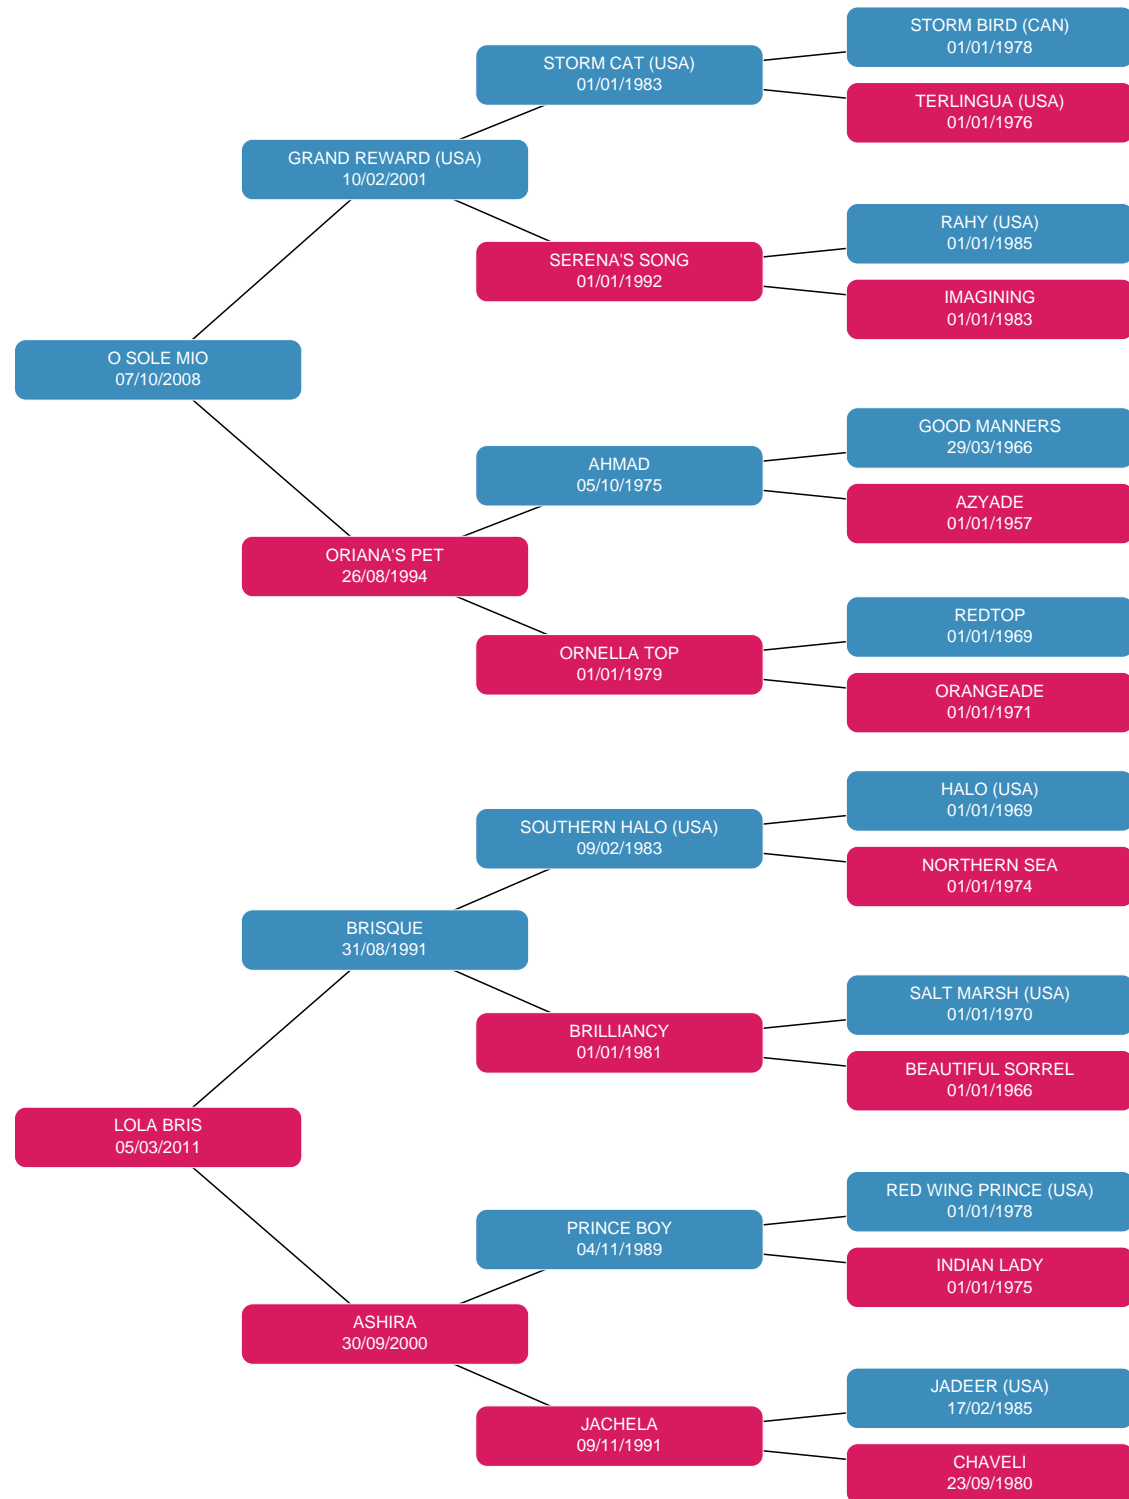 STORM BIRD (CAN)
01/01/1978
STORM CAT (USA)
01/01/1983
TERLINGUA (USA)
01/01/1976
GRAND REWARD (USA)
10/02/2001
RAHY (USA)
01/01/1985
SERENA'S SONG
01/01/1992
IMAGINING
01/01/1983
O SOLE MIO
07/10/2008
GOOD MANNERS
29/03/1966
AHMAD
05/10/1975
AZYADE
01/01/1957
ORIANA'S PET
26/08/1994
REDTOP
01/01/1969
ORNELLA TOP
01/01/1979
ORANGEADE
01/01/1971
HALO (USA)
01/01/1969
SOUTHERN HALO (USA)
09/02/1983
NORTHERN SEA
01/01/1974
BRISQUE
31/08/1991
SALT MARSH (USA)
01/01/1970
BRILLIANCY
01/01/1981
BEAUTIFUL SORREL
01/01/1966
LOLA BRIS
05/03/2011
RED WING PRINCE (USA)
01/01/1978
PRINCE BOY
04/11/1989
INDIAN LADY
01/01/1975
ASHIRA
30/09/2000
JADEER (USA)
17/02/1985
JACHELA
09/11/1991
CHAVELI
23/09/1980